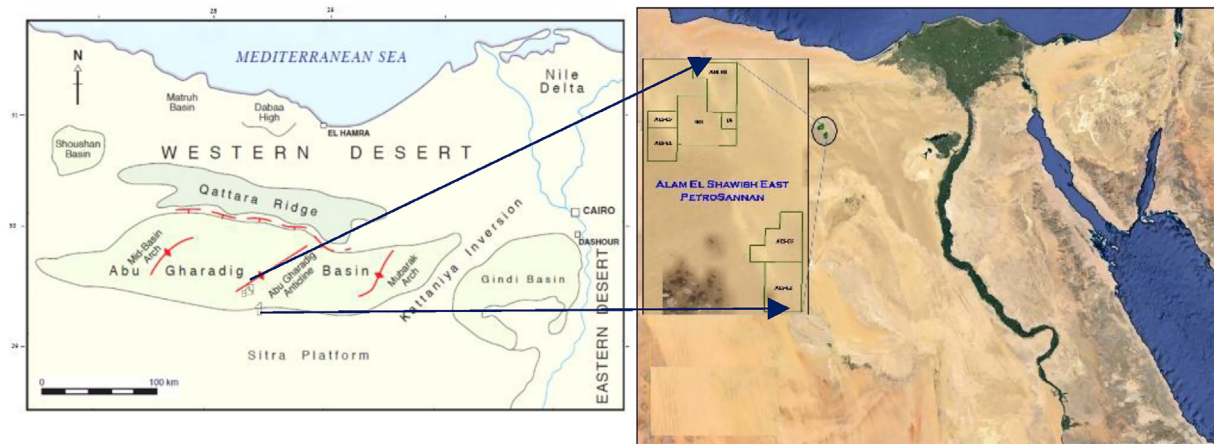 28
29
MEDITERRANEAN SEA
N
Nile
Delta
Matruh
Basin
Dabaa
High
31
EL HAMRA
Shoushan
Basin
WESTERN DESERT
Qattara Ridge
CAIRO
DASHOUR
Mid-Basin
Arch
Abu Gharadig Basin
Abu Gharadig
Anticline
Mubarak
Arch
Kattaniya Inversion
Gindi Basin
EASTERN DESERT
29
Sitra Platform
0 100 km
ALAM EL SHAWISH EAST
PETROSANNAN